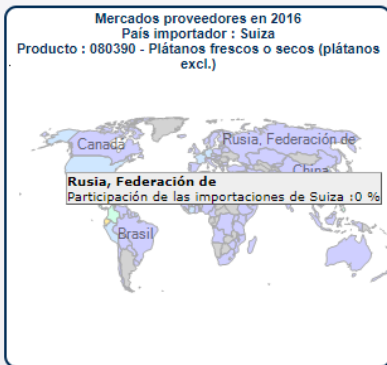 Mercados proveedores en 2016
País importador : Suiza
Producto : 080390 - Plátanos frescos o secos (plátanos
excl.)
Canadá
Rusia, Federación de
China
Rusia, Federación de
Participación de las importaciones de Suiza :0 %
Brasil